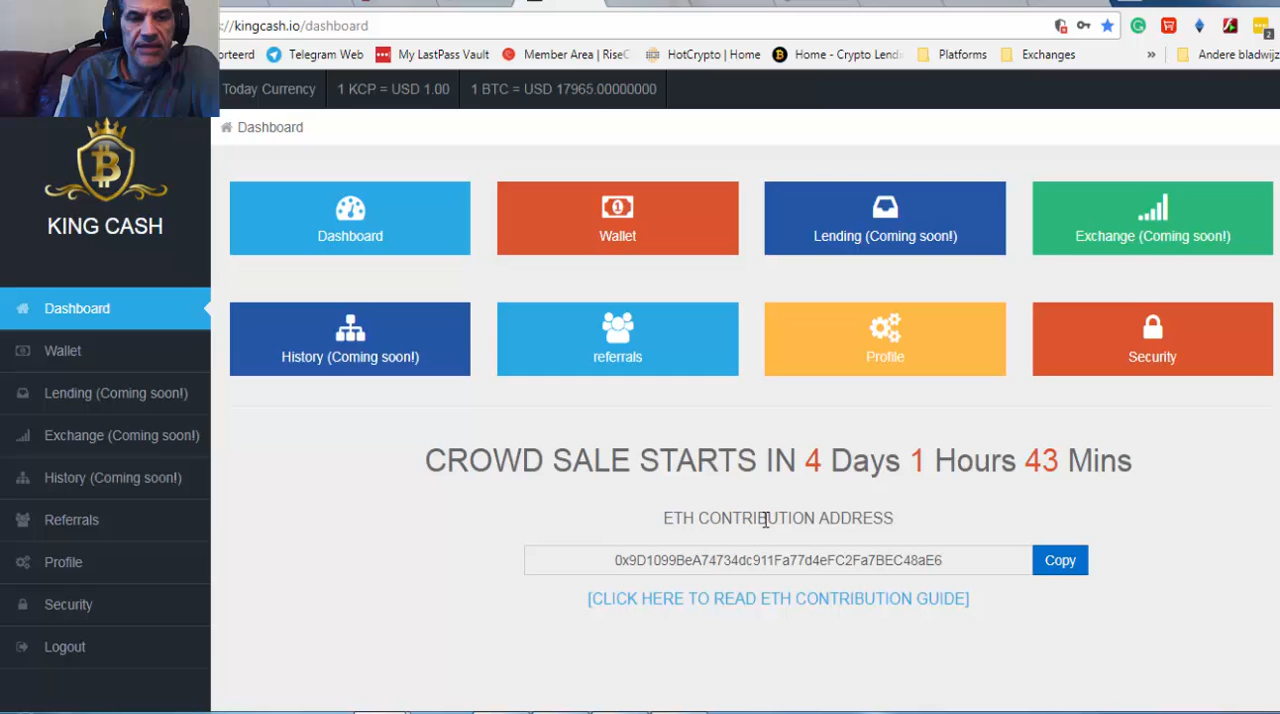 ://kingcash.io/dashboard
orteerd Telegram Web My LastPass Vault Member Area | RiseC HotCrypto | Home Home - Crypto Lend Platforms Exchanges » Andere bladwijz
2
Today Currency 1 KCP = USD 1.00 1 BTC = USD 17965.00000000
Dashboard
KING CASH
Dashboard Wallet Lending (Coming soon!) Exchange (Coming soon!)
History (Coming soon!) referrals Profile Security
Dashboard
Wallet
Lending (Coming soon!)
Exchange (Coming soon!)
History (Coming soon!)
Referrals
Profile
Security
Logout
CROWD SALE STARTS IN 4 Days 1 Hours 43 Mins
ETH CONTRIBUTION ADDRESS
0x9D1099BeA74734dc911Fa77d4eFC2Fa7BEC48aE6 Copy
[CLICK HERE TO READ ETH CONTRIBUTION GUIDE]